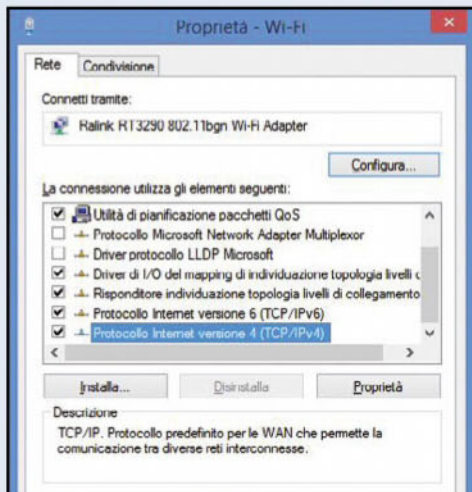 Proprietà - Wi-Fi
Rete
Condivisione
Connetti tramite:
Ralink RT3290 802.11bgn Wi-Fi Adapter
Configura...
La connessione utilizza gli elementi seguenti:
Utilità di pianificazione pacchetti QoS
Protocollo Microsoft Network Adapter Multiplexor
Driver protocollo LLDP Microsoft
Driver di I/O del mapping di individuazione topologia livelli c
Risponditore individuazione topologia livelli di collegamento
Protocollo Internet versione 6 (TCP/IPv6)
Protocollo Internet versione 4 (TCP/IPv4)
Installa...
Disinstalla
Proprietà
Descrizione
TCP/IP. Protocollo predefinito per le WAN che permette la
comunicazione tra diverse reti interconnesse.